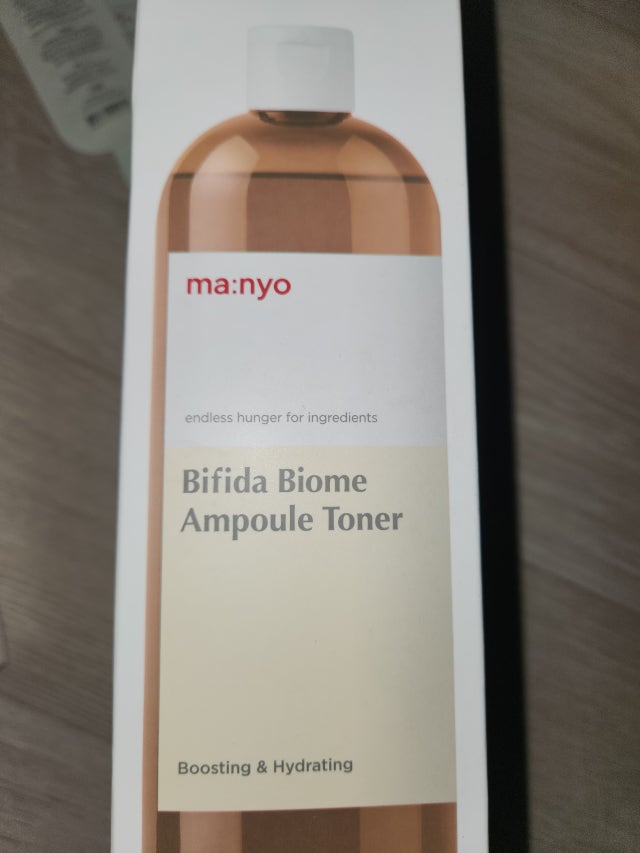 ma:nyo
endless hunger for ingredients
Bifida Biome
Ampoule Toner
Boosting & Hydrating